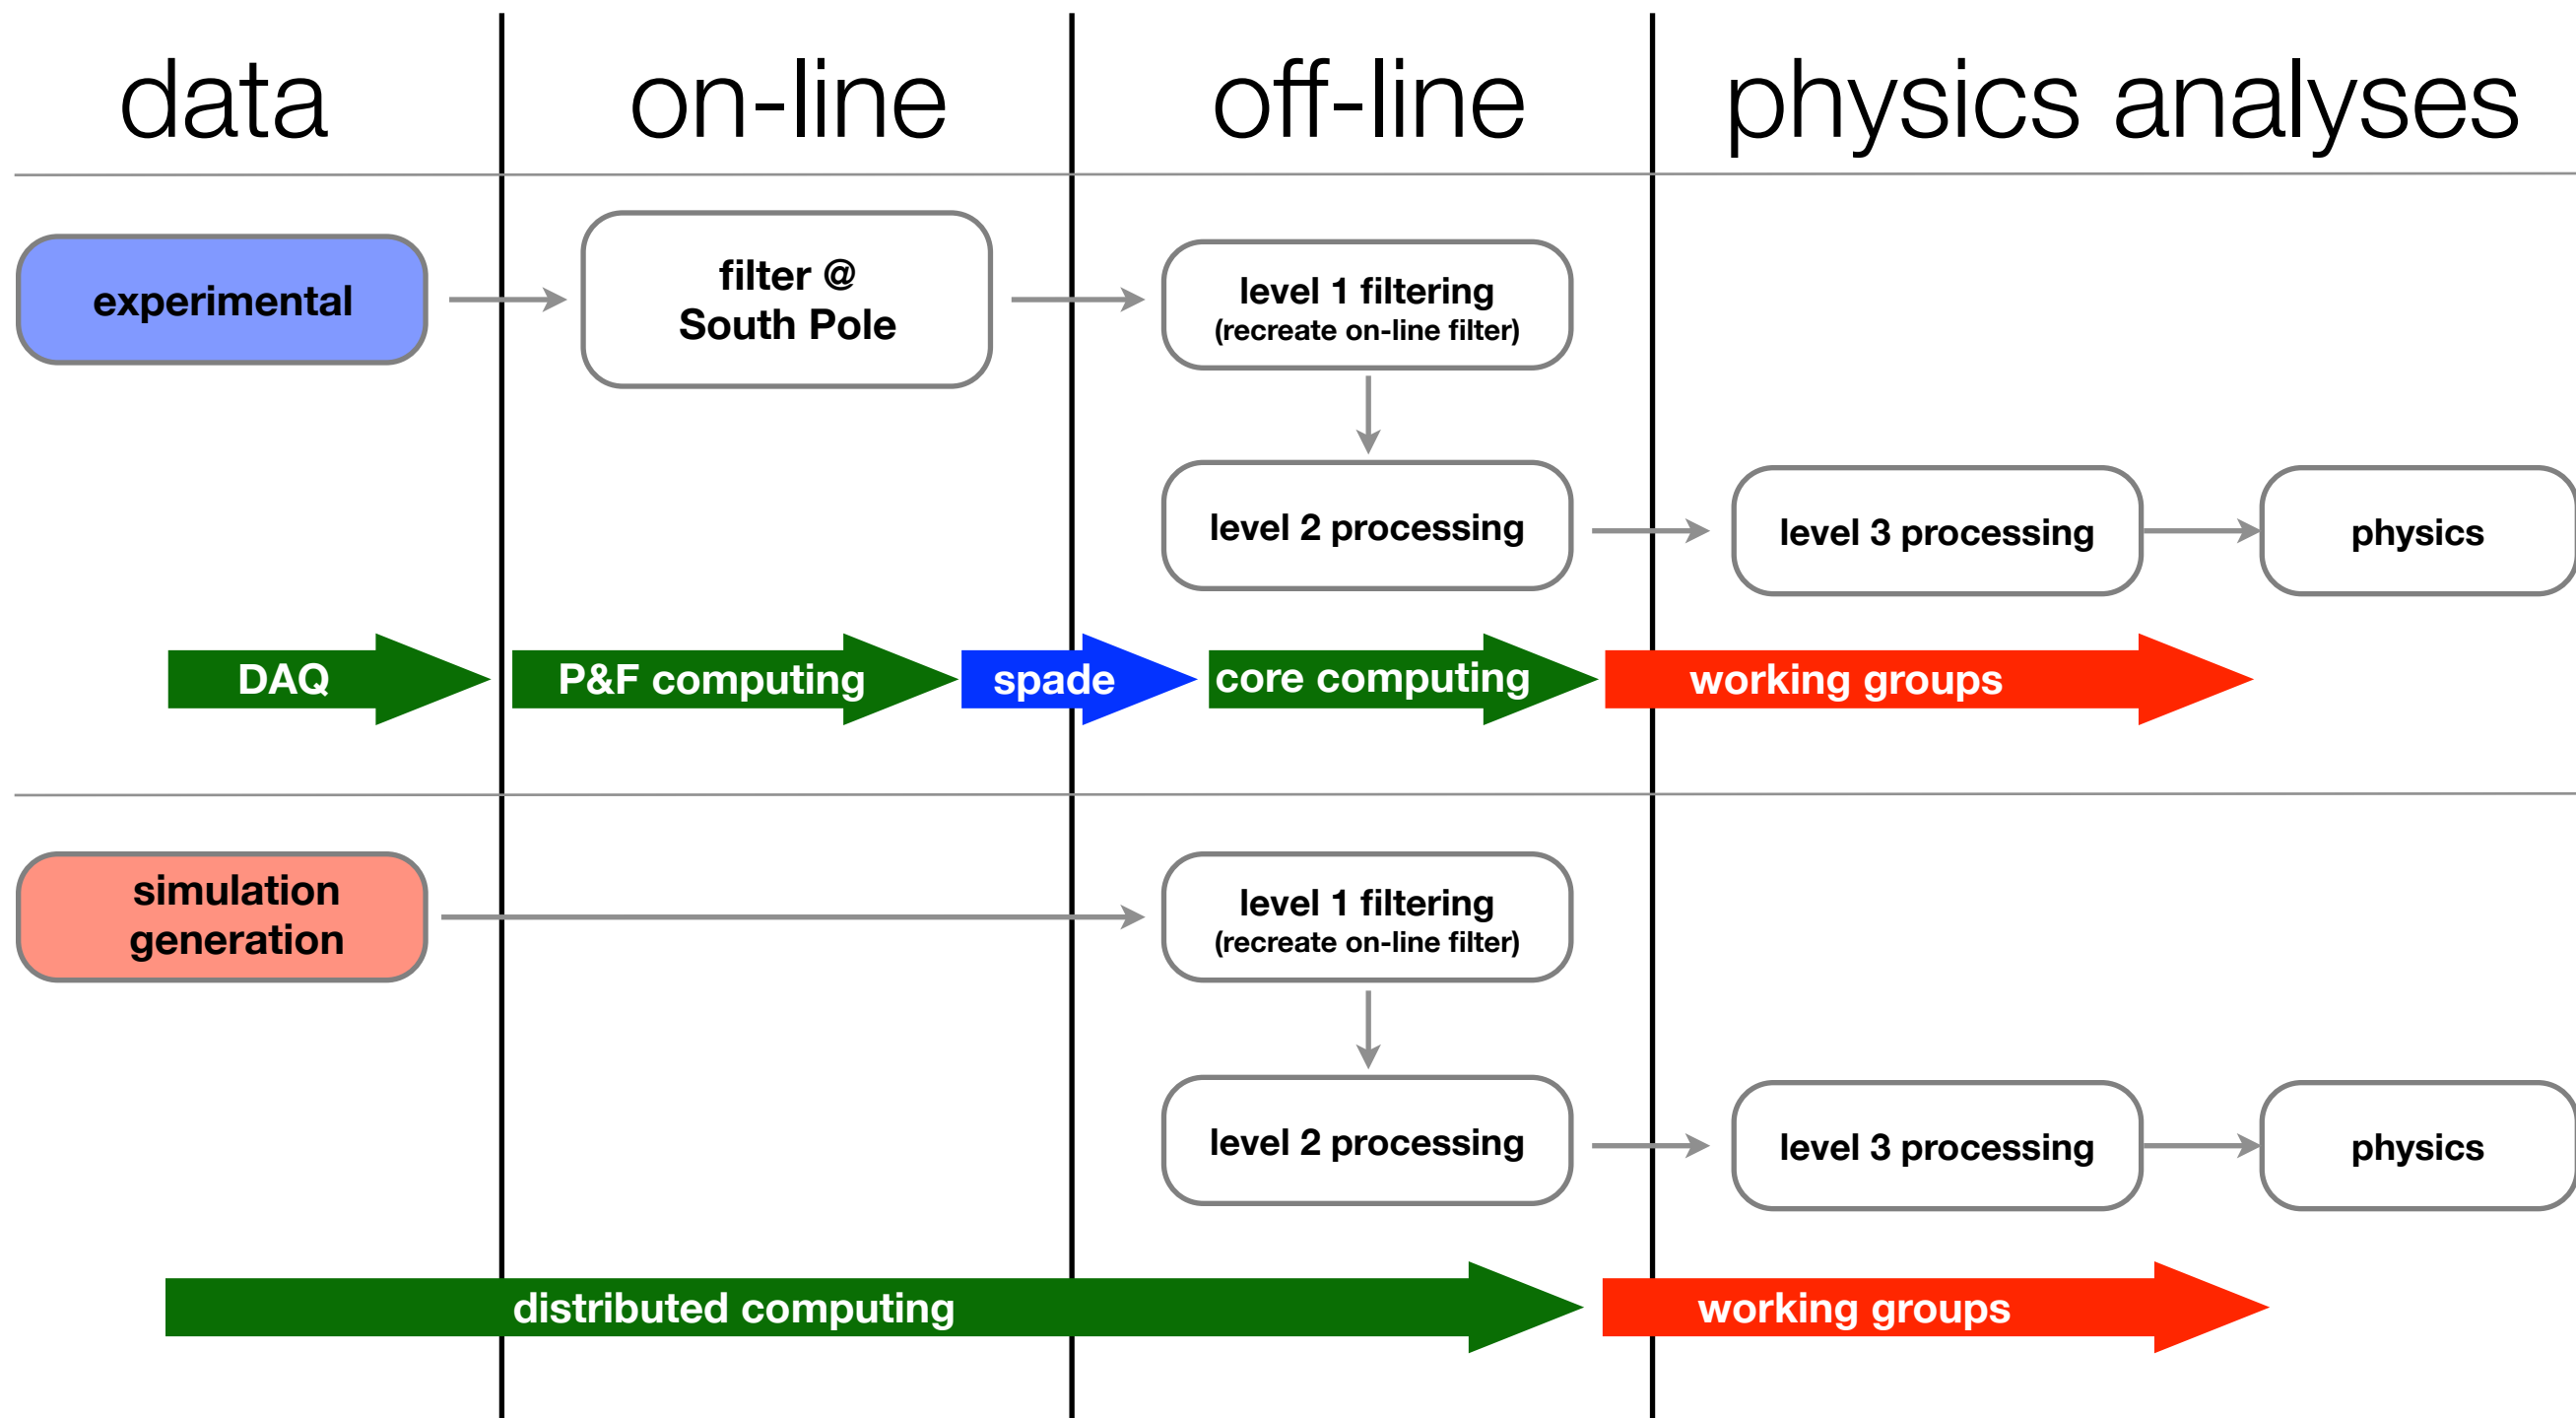 data
on-line
off-line
physics analyses
experimental
filter @
South Pole
level 1 filtering
(recreate on-line filter)
level 2 processing
level 3 processing
physics
DAQ
P&F computing
spade
core computing
working groups
simulation
generation
level 1 filtering
(recreate on-line filter)
level 2 processing
level 3 processing
physics
distributed computing
working groups